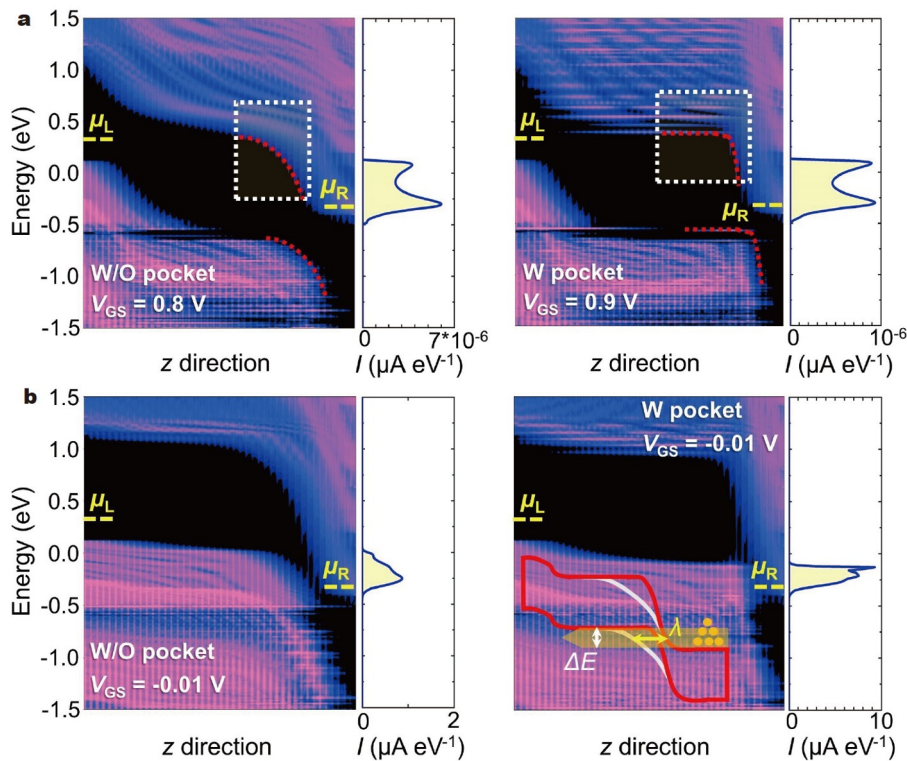 a
1.5
1.0
0.5
0.0
-0.5
-1.0
-1.5
Energy (eV)
μL
μR
W/O pocket
VGS = 0.8 V
z direction
0
7*10-6
I (μA eV-1)
μL
μR
W pocket
VGS = 0.9 V
z direction
0
10-6
I (μA eV-1)
b
1.5
1.0
0.5
0.0
-0.5
-1.0
-1.5
Energy (eV)
μL
μR
W/O pocket
VGS = -0.01 V
z direction
0
2
I (μA eV-1)
W pocket
VGS = -0.01 V
μL
μR
λ
ΔE
z direction
0
10
I (μA eV-1)